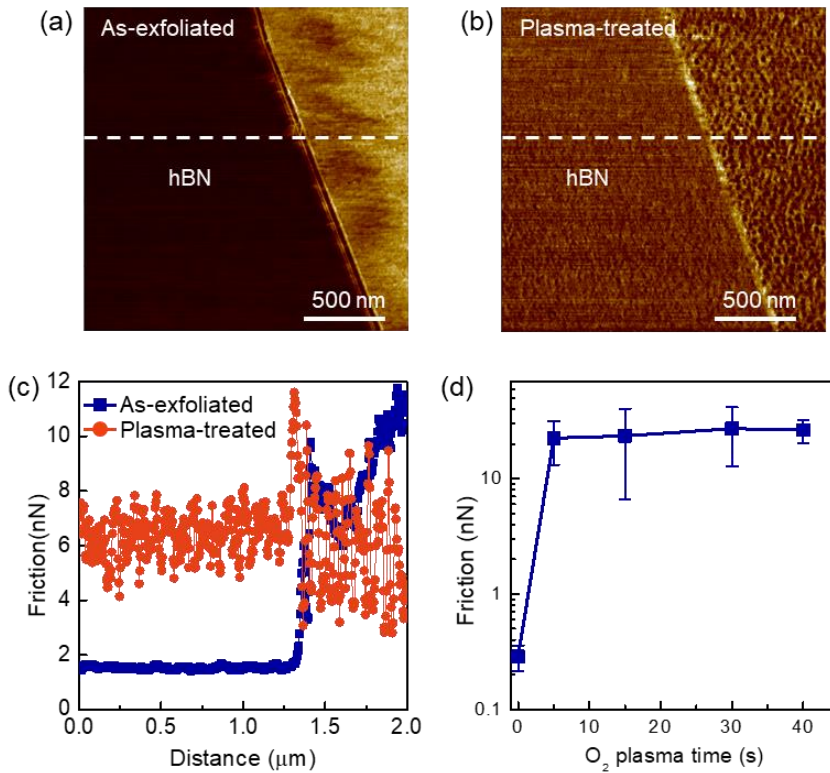 (a)
As-exfoliated
hBN
500 nm
(b)
Plasma-treated
hBN
500 nm
(c)
12
10
8
6
4
2
0
Friction(nN)
As-exfoliated
Plasma-treated
0.0 0.5 1.0 1.5 2.0
Distance (μm)
(d)
10
1
0.1
Friction (nN)
0 10 20 30 40
O₂ plasma time (s)